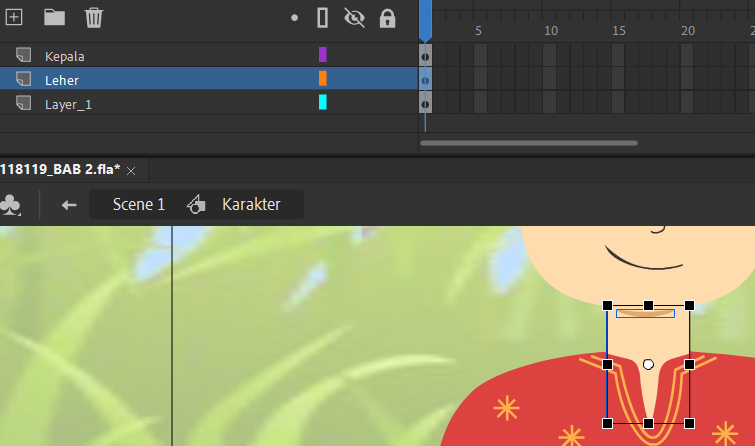 5 10 15 20
Kepala
Leher
Layer_1
118119_BAB 2.fla*
Scene 1 Karakter